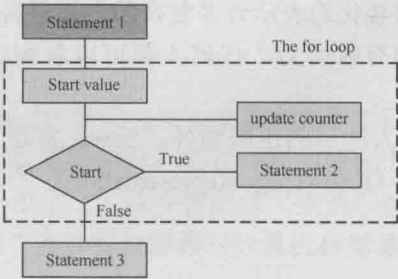 Statement 1
The for loop
Start value
update counter
Start
True
Statement 2
False
Statement 3